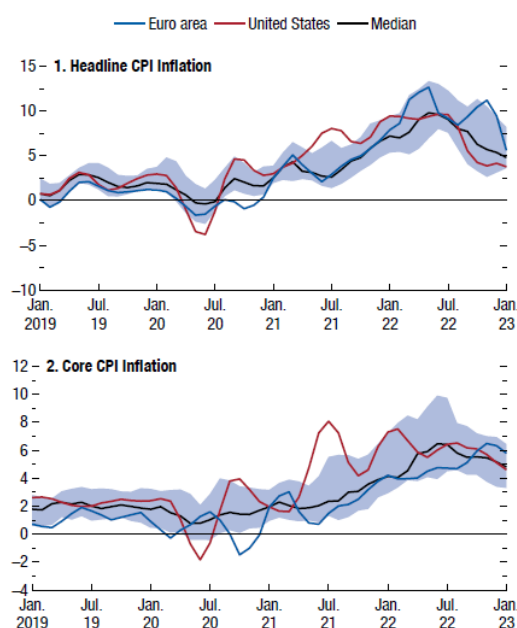 Euro area United States Median
1. Headline CPI Inflation
15
10
5
0
–5
–10
Jan. Jul. Jan. Jul. Jan. Jul. Jan. Jul. Jan.
2019 19 20 20 21 21 22 22 23
2. Core CPI Inflation
12
10
8
6
4
2
0
–2
–4
Jan. Jul. Jan. Jul. Jan. Jul. Jan. Jul. Jan.
2019 19 20 20 21 21 22 22 23